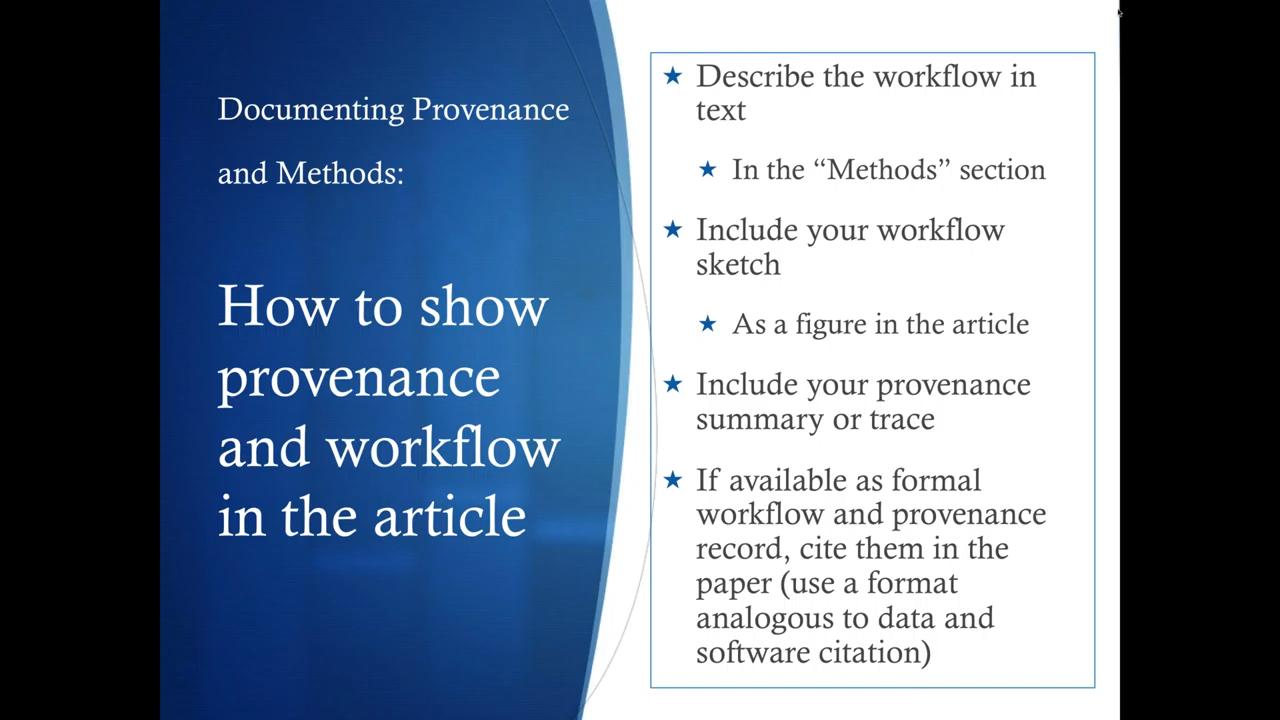 Documenting Provenance
and Methods:
How to show
provenance
and workflow
in the article
★ Describe the workflow in
text
★ In the “Methods” section
★ Include your workflow
sketch
★ As a figure in the article
★ Include your provenance
summary or trace
★ If available as formal
workflow and provenance
record, cite them in the
paper (use a format
analogous to data and
software citation)